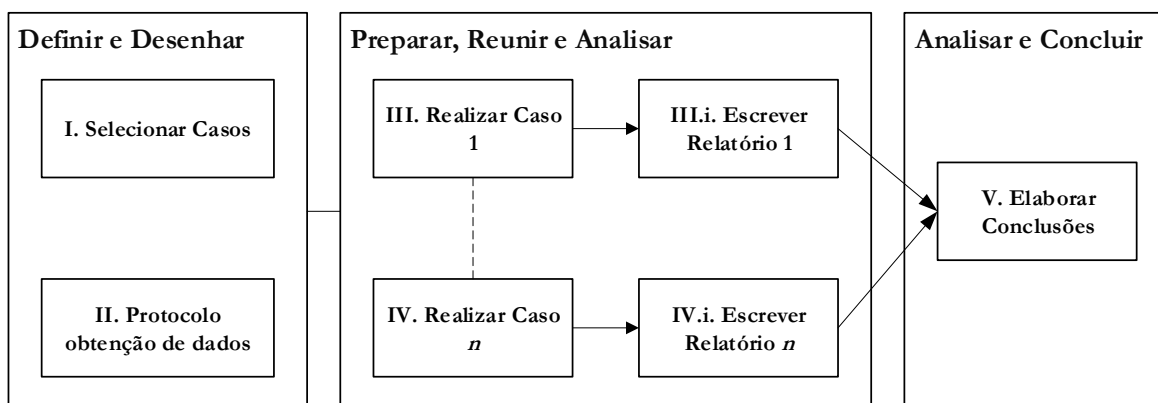 Definir e Desenhar
I. Selecionar Casos
II. Protocolo
obtenção de dados
Preparar, Reunir e Analisar
III. Realizar Caso
1
III.i. Escrever
Relatório 1
IV. Realizar Caso
n
IV.i. Escrever
Relatório n
Analisar e Concluir
V. Elaborar
Conclusões